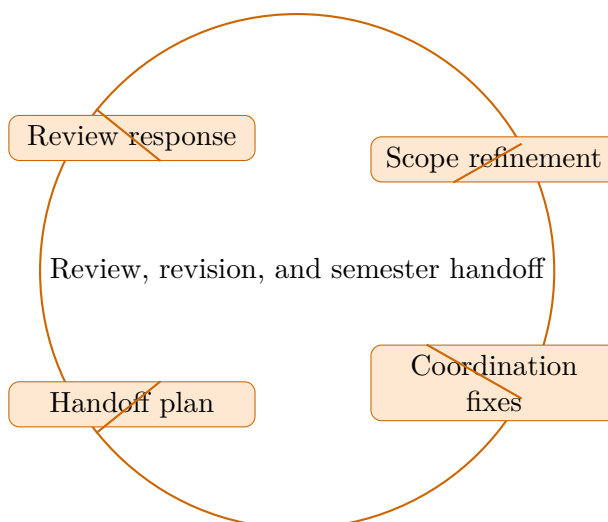 Review response
Scope refinement
Review, revision, and semester handoff
Coordination
fixes
Handoff plan